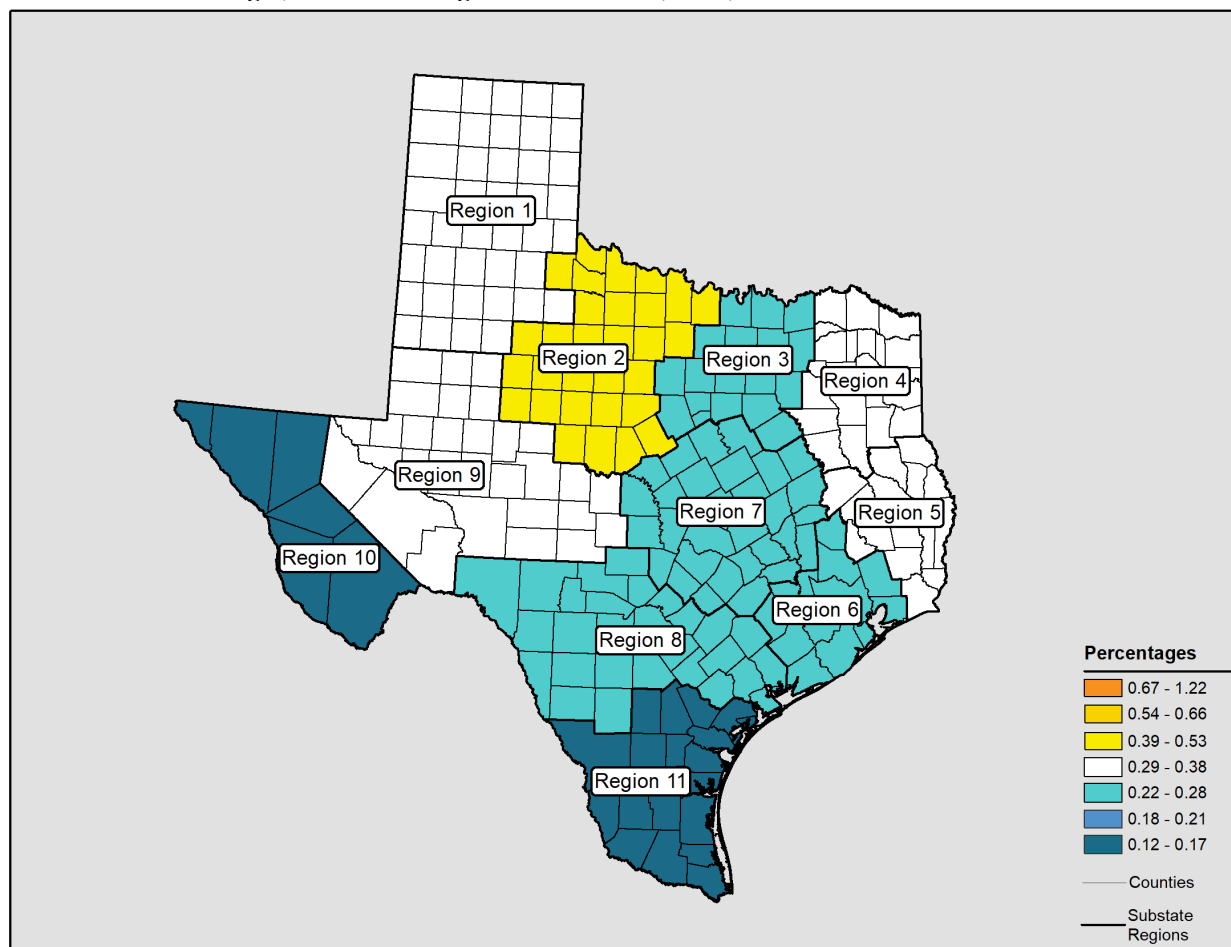 Region 1
Region 2
Region 3
Region 4
Region 9
Region 7
Region 5
Region 10
Region 6
Region 8
Region 11
Percentages
0.67 - 1.22
0.54 - 0.66
0.39 - 0.53
0.29 - 0.38
0.22 - 0.28
0.18 - 0.21
0.12 - 0.17
Counties
Substate
Regions